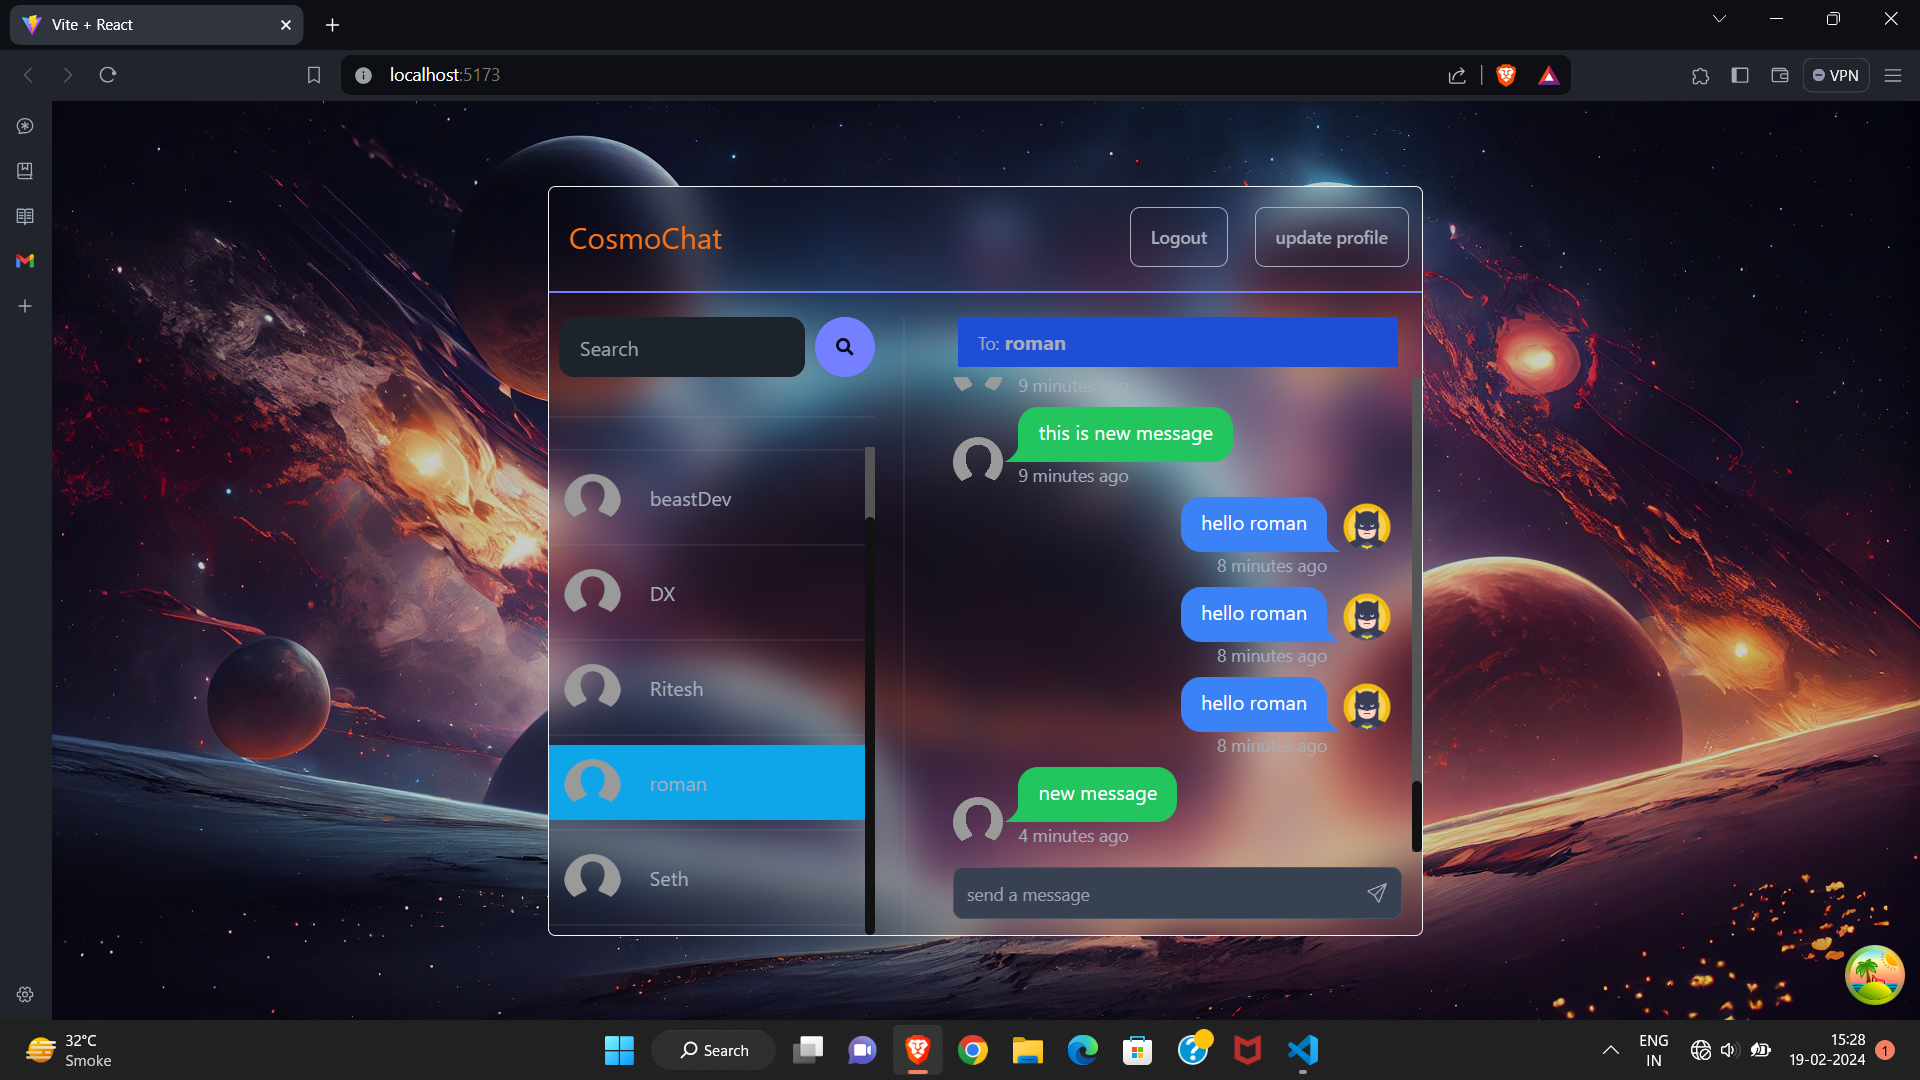 Vite + React
localhost:5173
VPN
CosmoChat
Logout
update profile
Search
To: roman
9 minutes ago
this is new message
9 minutes ago
hello roman
8 minutes ago
hello roman
8 minutes ago
hello roman
8 minutes ago
new message
4 minutes ago
send a message
beastDev
DX
Ritesh
roman
Seth
32°C
Smoke
Search
ENG
IN
15:28
19-02-2024
1